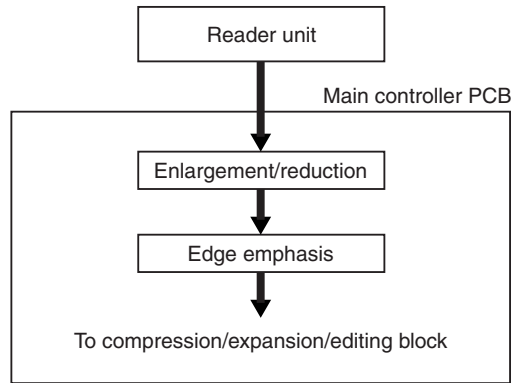 Reader unit
Main controller PCB
Enlargement/reduction
Edge emphasis
To compression/expansion/editing block